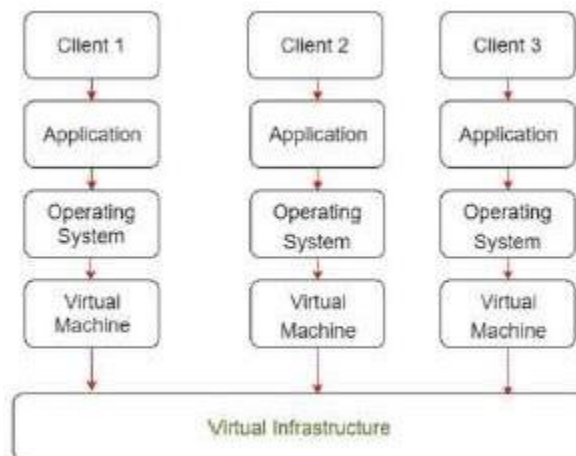 Client 1
Client 2
Client 3
Application
Application
Application
Operating
System
Operating
System
Operating
System
Virtual
Machine
Virtual
Machine
Virtual
Machine
Virtual Infrastructure